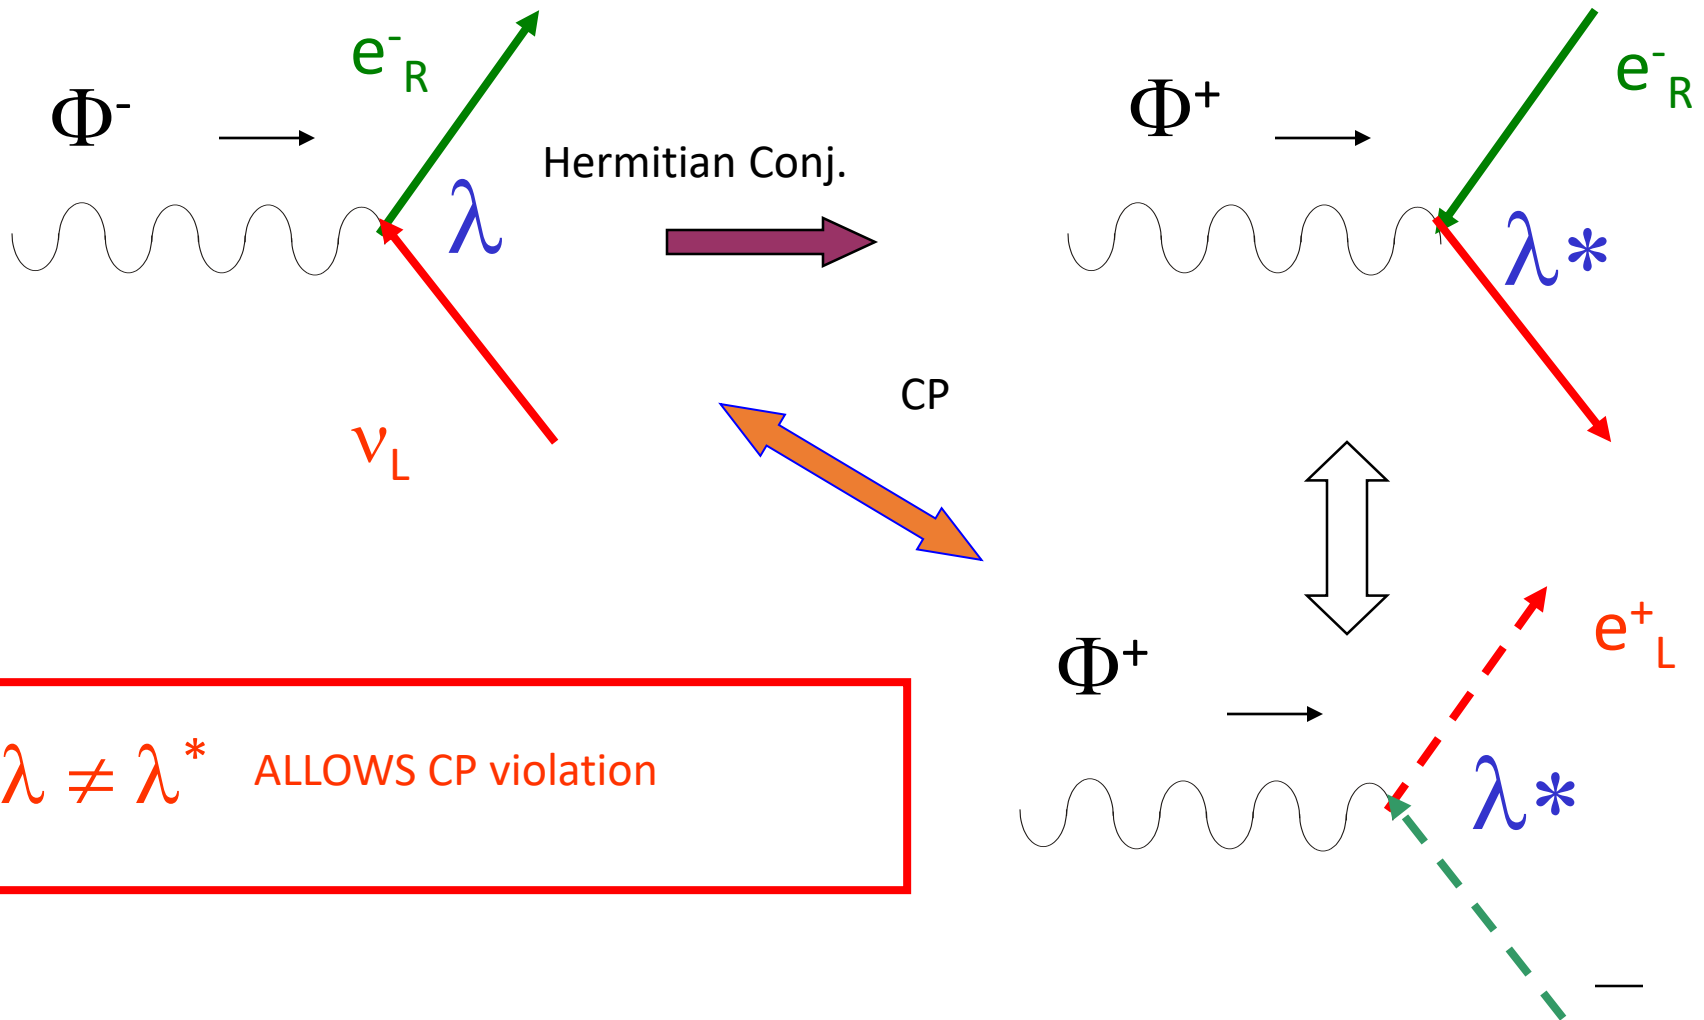 e⁻R
Φ⁻
λ
νL
Hermitian Conj.
e⁻R
Φ⁺
λ*
CP
Φ⁺
e⁺L
λ*
λ ≠ λ* ALLOWS CP violation